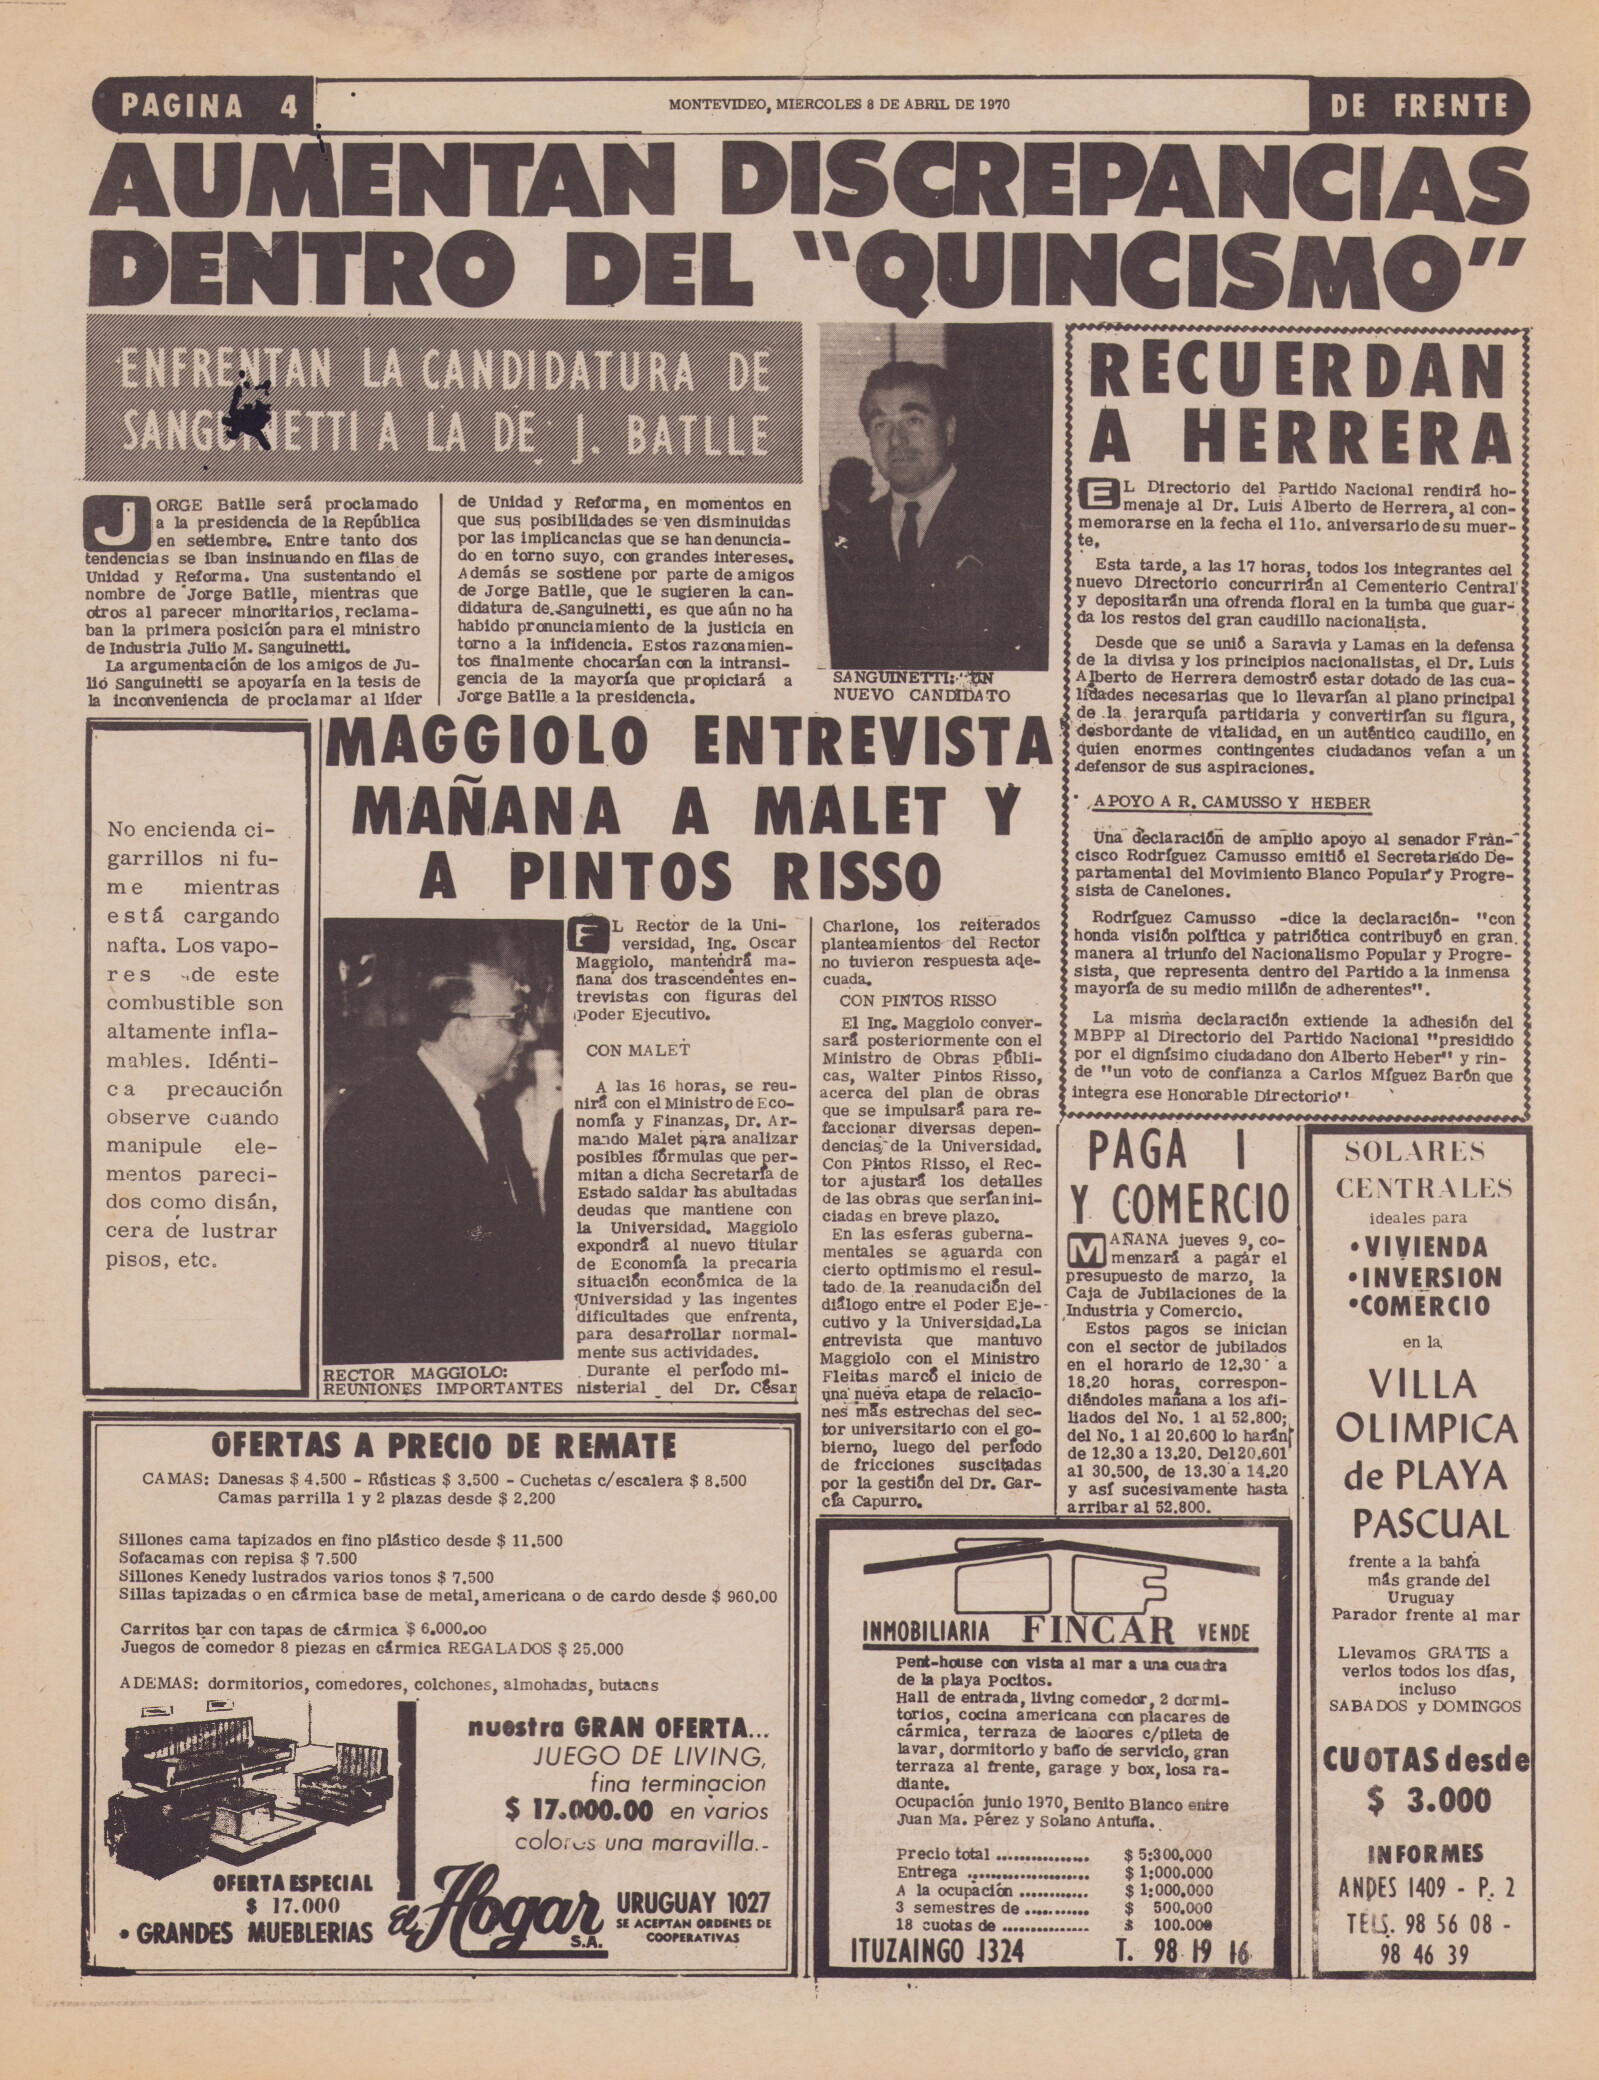 PAGINA 4
MONTEVIDEO, MIERCOLES 8 DE ABRIL DE 1970
DE FRENTE
AUMENTAN DISCREPANCIAS
DENTRO DEL "QUINCISMO"
ENFRENTAN LA CANDIDATURA DE
SANGUINETTI A LA DE J. BATLLE
JORGE Batlle será proclamado
a la presidencia de la República
en setiembre. Entre tanto dos
tendencias se iban insinuando en filas de
Unidad y Reforma. Una sustentando el
nombre de Jorge Batlle, mientras que
otros al parecer minoritarios, reclama-
ban la primera posición para el ministro
de Industria Julio M. Sanguinetti.
La argumentación de los amigos de Ju-
lió Sanguinetti se apoyaría en la tesis de
la inconveniencia de proclamar al líder
de Unidad y Reforma, en momentos en
que sus posibilidades se ven disminuidas
por las implicancias que se han denuncia-
do en torno suyo, con grandes intereses.
Además se sostiene por parte de amigos
de Jorge Batlle, que le sugieren la can-
didatura de Sanguinetti, es que aún no ha
habido pronunciamiento de la justicia en
torno a la infidencia. Estos razonamien-
tos finalmente chocarían con la intransi-
gencia de la mayoría que propiciará a
Jorge Batlle a la presidencia.
SANGUINETTI: UN
NUEVO CANDIDATO
RECUERDAN
A HERRERA
EL Directorio del Partido Nacional rendirá ho-
menaje al Dr. Luis Alberto de Herrera, al con-
memorarse en la fecha el 11o. aniversario de su muer-
te.
Esta tarde, a las 17 horas, todos los integrantes del
nuevo Directorio concurrirán al Cementerio Central
y depositarán una ofrenda floral en la tumba que guar-
da los restos del gran caudillo nacionalista.
Desde que se unió a Saravia y Lamas en la defensa
de la divisa y los principios nacionalistas, el Dr. Luis
Alberto de Herrera demostró estar dotado de las cua-
lidades necesarias que lo llevarían al plano principal
de la jerarquía partidaria y convertirían su figura,
desbordante de vitalidad, en un auténtico caudillo, en
quien enormes contingentes ciudadanos veían a un
defensor de sus aspiraciones.
APOYO A R. CAMUSSO Y HEBER
Una declaración de amplio apoyo al senador Fran-
cisco Rodríguez Camusso emitió el Secretariado De-
partamental del Movimiento Blanco Popular y Progre-
sista de Canelones.
Rodríguez Camusso -dice la declaración- "con
honda visión política y patriótica contribuyó en gran
manera al triunfo del Nacionalismo Popular y Progre-
sista, que representa dentro del Partido a la inmensa
mayoría de su medio millón de adherentes".
La misma declaración extiende la adhesión del
MBPP al Directorio del Partido Nacional "presidido
por el dignísimo ciudadano don Alberto Heber" y rin-
de "un voto de confianza a Carlos Míguez Barón que
integra ese Honorable Directorio"
No encienda ci-
garrillos ni fu-
me mientras
está cargando
nafta. Los vapo-
res de este
combustible son
altamente infla-
mables. Idénti-
ca precaución
observe cuando
manipule ele-
mentos pareci-
dos como disán,
cera de lustrar
pisos, etc.
MAGGIOLO ENTREVISTA
MAÑANA A MALET Y
A PINTOS RISSO
RECTOR MAGGIOLO:
REUNIONES IMPORTANTES
EL Rector de la Uni-
versidad, Ing. Oscar
Maggiolo, mantendrá ma-
ñana dos trascendentes en-
trevistas con figuras del
Poder Ejecutivo.
CON MALET
A las 16 horas, se reu-
nirá con el Ministro de Eco-
nomía y Finanzas, Dr. Ar-
mando Malet para analizar
posibles fórmulas que per-
mitan a dicha Secretaría de
Estado saldar las abultadas
deudas que mantiene con
la Universidad. Maggiolo
expondrá al nuevo titular
de Economía la precaria
situación económica de la
Universidad y las ingentes
dificultades que enfrenta,
para desarrollar normal-
mente sus actividades.
Durante el período mi-
nisterial del Dr. César
Charlone, los reiterados
planteamientos del Rector
no tuvieron respuesta ade-
cuada.
CON PINTOS RISSO
El Ing. Maggiolo conver-
sará posteriormente con el
Ministro de Obras Públi-
cas, Walter Pintos Risso,
acerca del plan de obras
que se impulsará para re-
faccionar diversas depen-
dencias de la Universidad.
Con Pintos Risso, el Rec-
tor ajustará los detalles
de las obras que serían ini-
ciadas en breve plazo.
En las esferas guberna-
mentales se aguarda con
cierto optimismo el resul-
tado de la reanudación del
diálogo entre el Poder Eje-
cutivo y la Universidad. La
entrevista que mantuvo
Maggiolo con el Ministro
Fleitas marcó el inicio de
una nueva etapa de relacio-
nes más estrechas del sec-
tor universitario con el go-
bierno, luego del período
de fricciones suscitadas
por la gestión del Dr. Gar-
cía Capurro.
PAGA I
Y COMERCIO
MAÑANA jueves 9, co-
menzará a pagar el
presupuesto de marzo, la
Caja de Jubilaciones de la
Industria y Comercio.
Estos pagos se inician
con el sector de jubilados
en el horario de 12.30 a
18.20 horas, correspon-
diéndoles mañana a los afi-
liados del No. 1 al 52.800;
del No. 1 al 20.600 lo harán
de 12.30 a 13.20. Del 20.601
al 30.500, de 13.30 a 14.20
y así sucesivamente hasta
arribar al 52.800.
SOLARES
CENTRALES
ideales para
•VIVIENDA
•INVERSION
•COMERCIO
en la
VILLA
OLIMPICA
de PLAYA
PASCUAL
frente a la bahía
más grande del
Uruguay
Parador frente al mar
Llevamos GRATIS a
verlos todos los días,
incluso
SABADOS y DOMINGOS
CUOTAS desde
$ 3.000
INFORMES
ANDES 1409 - P. 2
TELS. 98 56 08 -
98 46 39
OFERTAS A PRECIO DE REMATE
CAMAS: Danesas $ 4.500 - Rústicas $ 3.500 - Cuchetas c/escalera $ 8.500
Camas parrilla 1 y 2 plazas desde $ 2.200
Sillones cama tapizados en fino plástico desde $ 11.500
Sofacamas con repisa $ 7.500
Sillones Kenedy lustrados varios tonos $ 7.500
Sillas tapizadas o en cármica base de metal, americana o de cardo desde $ 960.00
Carritos bar con tapas de cármica $ 6.000.00
Juegos de comedor 8 piezas en cármica REGALADOS $ 25.000
ADEMAS: dormitorios, comedores, colchones, almohadas, butacas
nuestra GRAN OFERTA...
JUEGO DE LIVING,
fina terminacion
$ 17.000.00 en varios
colores una maravilla.-
OFERTA ESPECIAL
$ 17.000
• GRANDES MUEBLERIAS
El Hogar S.A.
URUGUAY 1027
SE ACEPTAN ORDENES DE
COOPERATIVAS
INMOBILIARIA FINCAR VENDE
Pent-house con vista al mar a una cuadra
de la playa Pocitos.
Hall de entrada, living comedor, 2 dormi-
torios, cocina americana con placares de
cármica, terraza de labores c/pileta de
lavar, dormitorio y baño de servicio, gran
terraza al frente, garage y box, losa ra-
diante.
Ocupación junio 1970, Benito Blanco entre
Juan Ma. Pérez y Solano Antuña.
Precio total ................ $ 5:300.000
Entrega ..................... $ 1:000.000
A la ocupación ............ $ 1:000.000
3 semestres de ........... $ 500.000
18 cuotas de ............... $ 100.000
ITUZAINGO 1324 T. 98 19 16